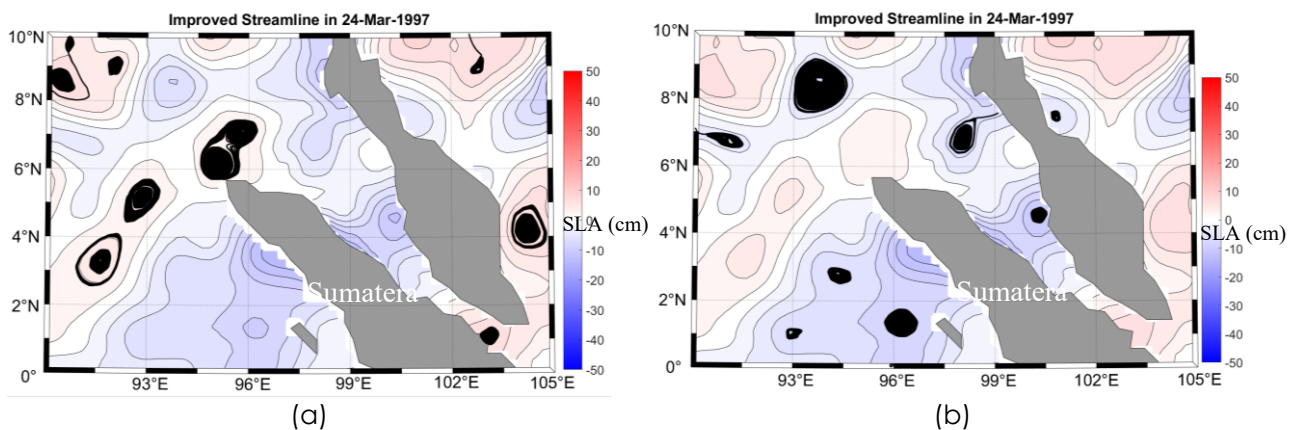 Improved Streamline in 24-Mar-1997
10°N
8°N
6°N
4°N
2°N
0°
93°E
96°E
99°E
102°E
105°E
Sumatera
SLA (cm)
50
40
30
20
10
0
-10
-20
-30
-40
-50
(a)
Improved Streamline in 24-Mar-1997
10°N
8°N
6°N
4°N
2°N
0°
93°E
96°E
99°E
102°E
105°E
Sumatera
SLA (cm)
50
40
30
20
10
0
-10
-20
-30
-40
-50
(b)